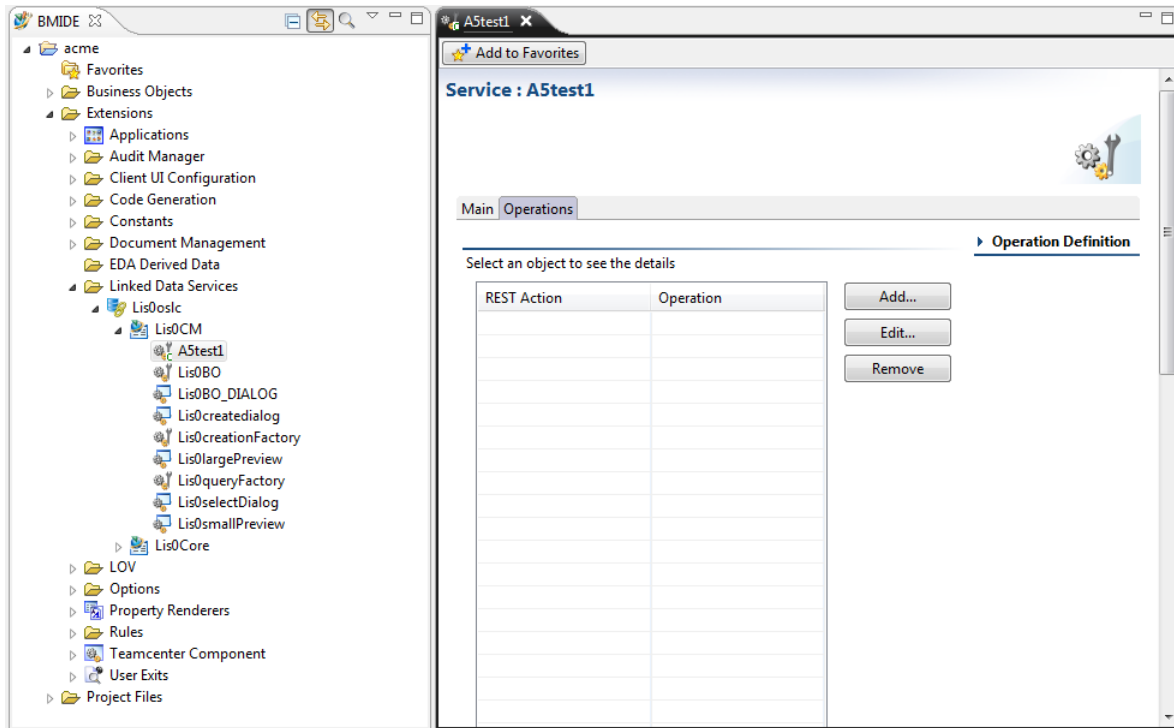 BMIDE
acme
Favorites
Business Objects
Extensions
Applications
Audit Manager
Client UI Configuration
Code Generation
Constants
Document Management
EDA Derived Data
Linked Data Services
Lis0oslc
Lis0CM
A5test1
Lis0BO
Lis0BO_DIALOG
Lis0createdialog
Lis0creationFactory
Lis0largePreview
Lis0queryFactory
Lis0selectDialog
Lis0smallPreview
Lis0Core
LOV
Options
Property Renderers
Rules
Teamcenter Component
User Exits
Project Files
A5test1
Add to Favorites
Service : A5test1
Main Operations
Operation Definition
Select an object to see the details
REST Action Operation
Add...
Edit...
Remove